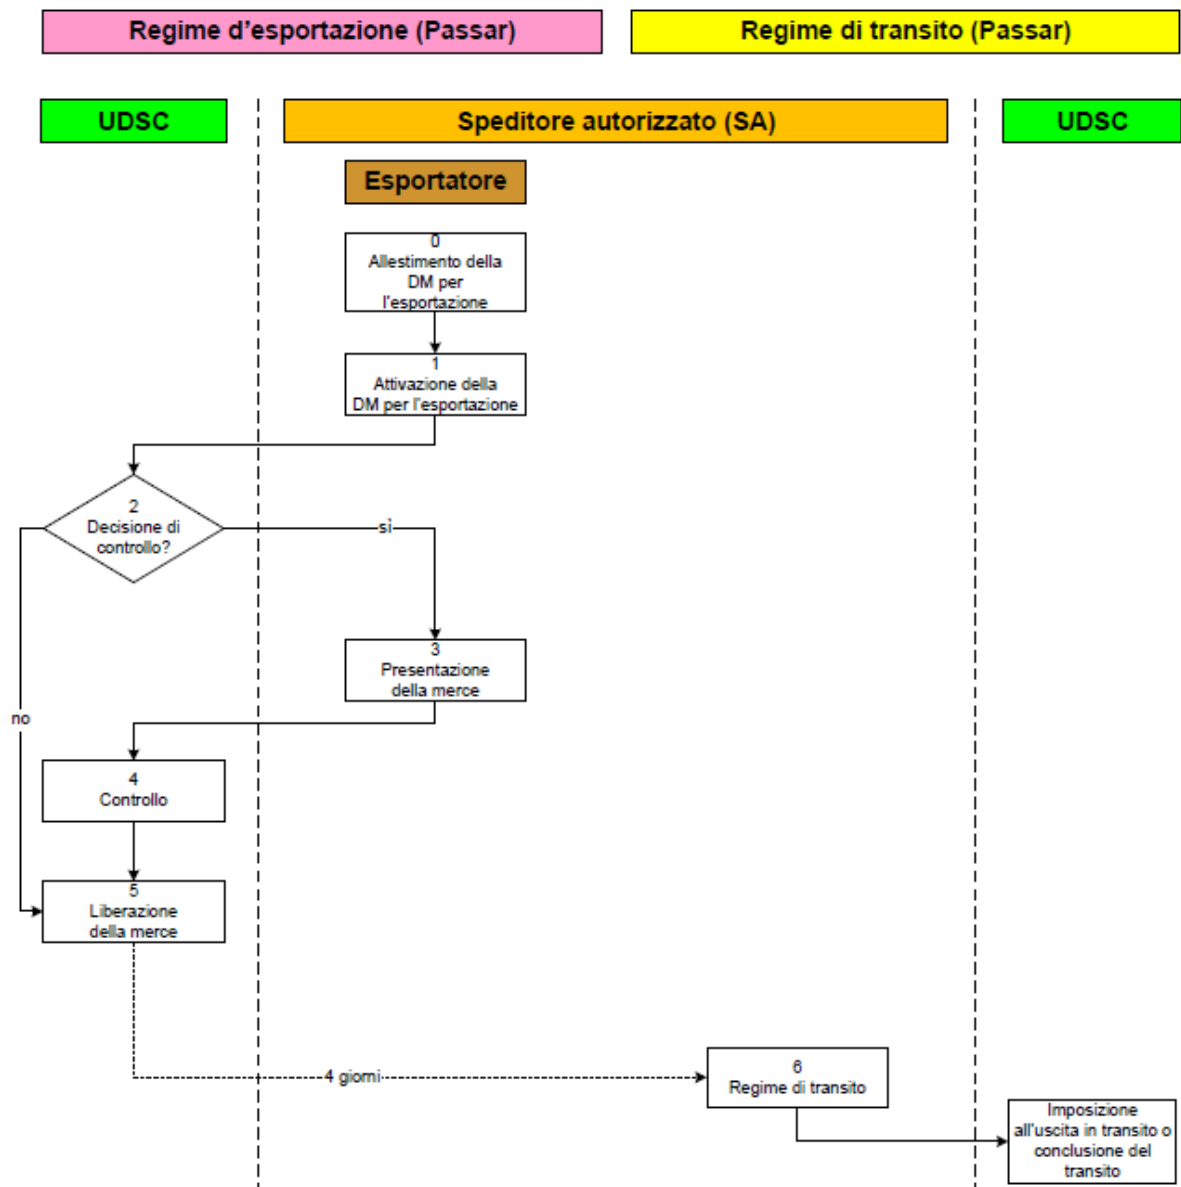 Regime d'esportazione (Passar)
Regime di transito (Passar)
UDSC
Speditore autorizzato (SA)
UDSC
Esportatore
0
Allestimento della
DM per
l'esportazione
1
Attivazione della
DM per l'esportazione
2
Decisione di
controllo?
sì
3
Presentazione
della merce
no
4
Controllo
5
Liberazione
della merce
4 giorni
6
Regime di transito
Imposizione
all'uscita in transito o
conclusione del
transito